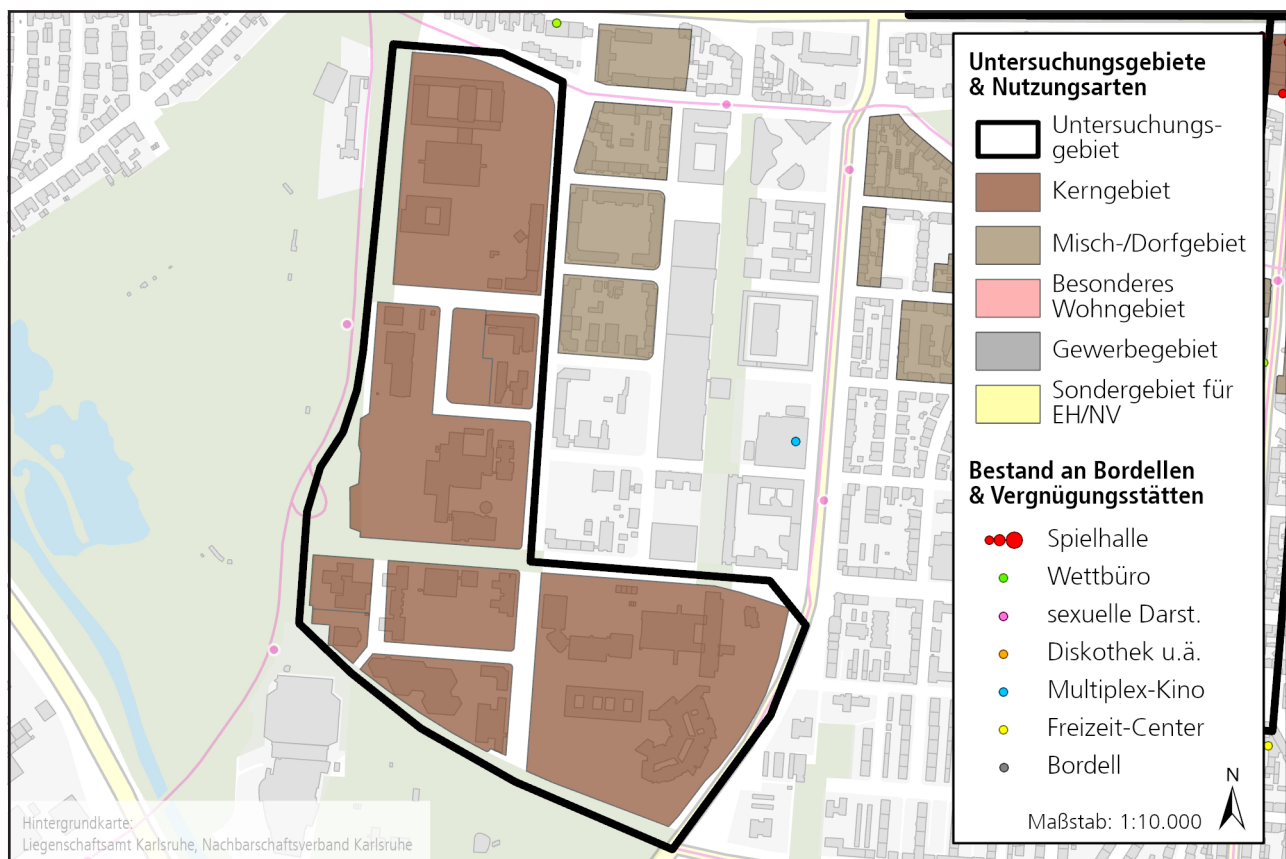 Untersuchungsgebiete
& Nutzungsarten
Untersuchungs-
gebiet
Kerngebiet
Misch-/Dorfgebiet
Besonderes
Wohngebiet
Gewerbegebiet
Sondergebiet für
EH/NV
Bestand an Bordellen
& Vergnügungsstätten
Spielhalle
Wettbüro
sexuelle Darst.
Diskothek u.ä.
Multiplex-Kino
Freizeit-Center
Bordell
N
Maßstab: 1:10.000
Hintergrundkarte:
Liegenschaftsamt Karlsruhe, Nachbarschaftsverband Karlsruhe